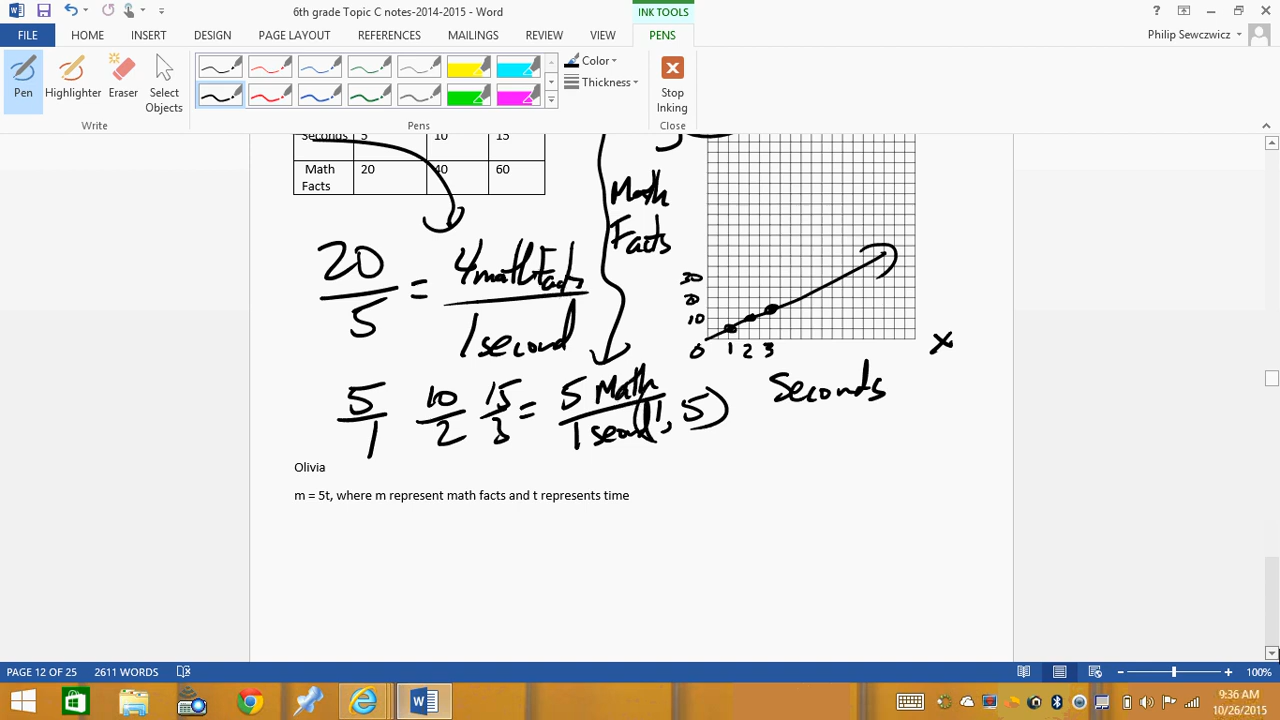 6th grade Topic C notes-2014-2015 - Word
INK TOOLS
?
FILE HOME INSERT DESIGN PAGE LAYOUT REFERENCES MAILINGS REVIEW VIEW PENS
Philip Sewczwicz
Pen Highlighter Eraser Select Objects
Color
Thickness
Stop Inking
Write Pens Close
Seconds 5 10 15
Math Facts 20 40 60
Math
Facts
20/5 = 4 math Facts/1 second
30
20
10
0 1 2 3
X
Seconds
5/1 10/2 15/3 = 5 Math/1 second (1, 5)
Olivia
m = 5t, where m represent math facts and t represents time
PAGE 12 OF 25 2611 WORDS
100%
9:36 AM
10/26/2015